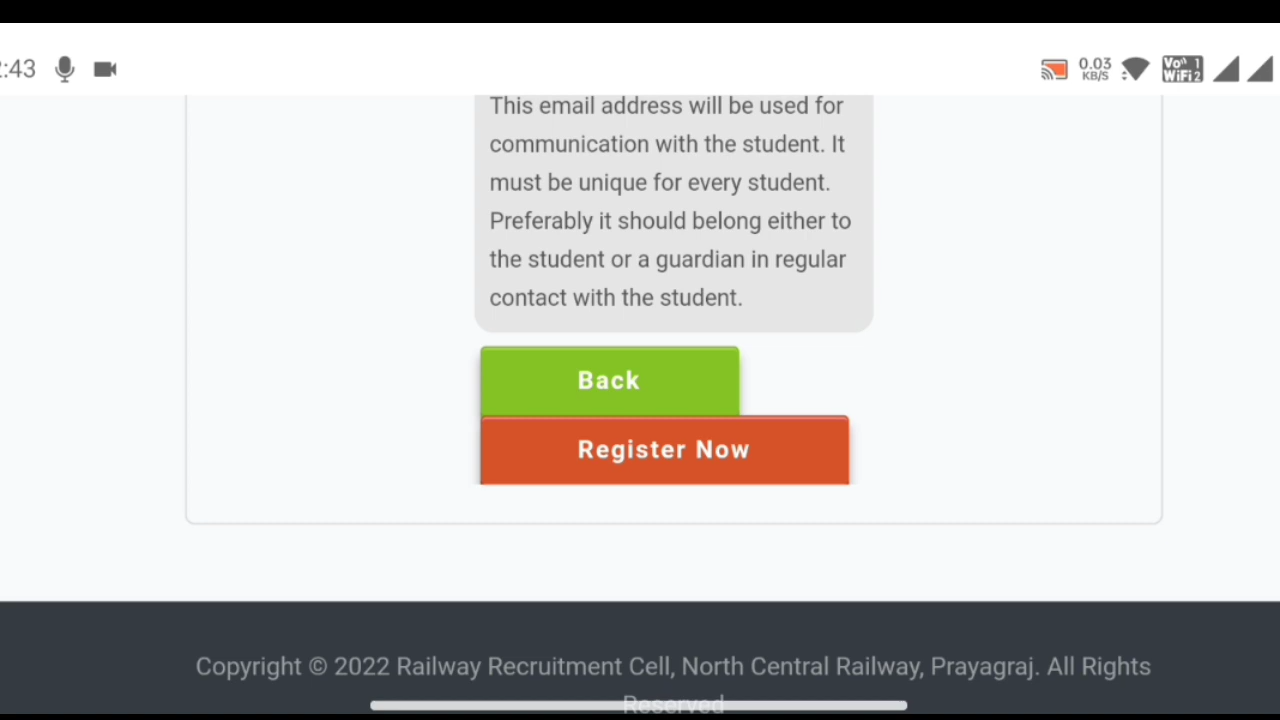 :43
0.03
KB/S
Vo 1
WiFi 2
This email address will be used for
communication with the student. It
must be unique for every student.
Preferably it should belong either to
the student or a guardian in regular
contact with the student.
Back
Register Now
Copyright © 2022 Railway Recruitment Cell, North Central Railway, Prayagraj. All Rights
Reserved